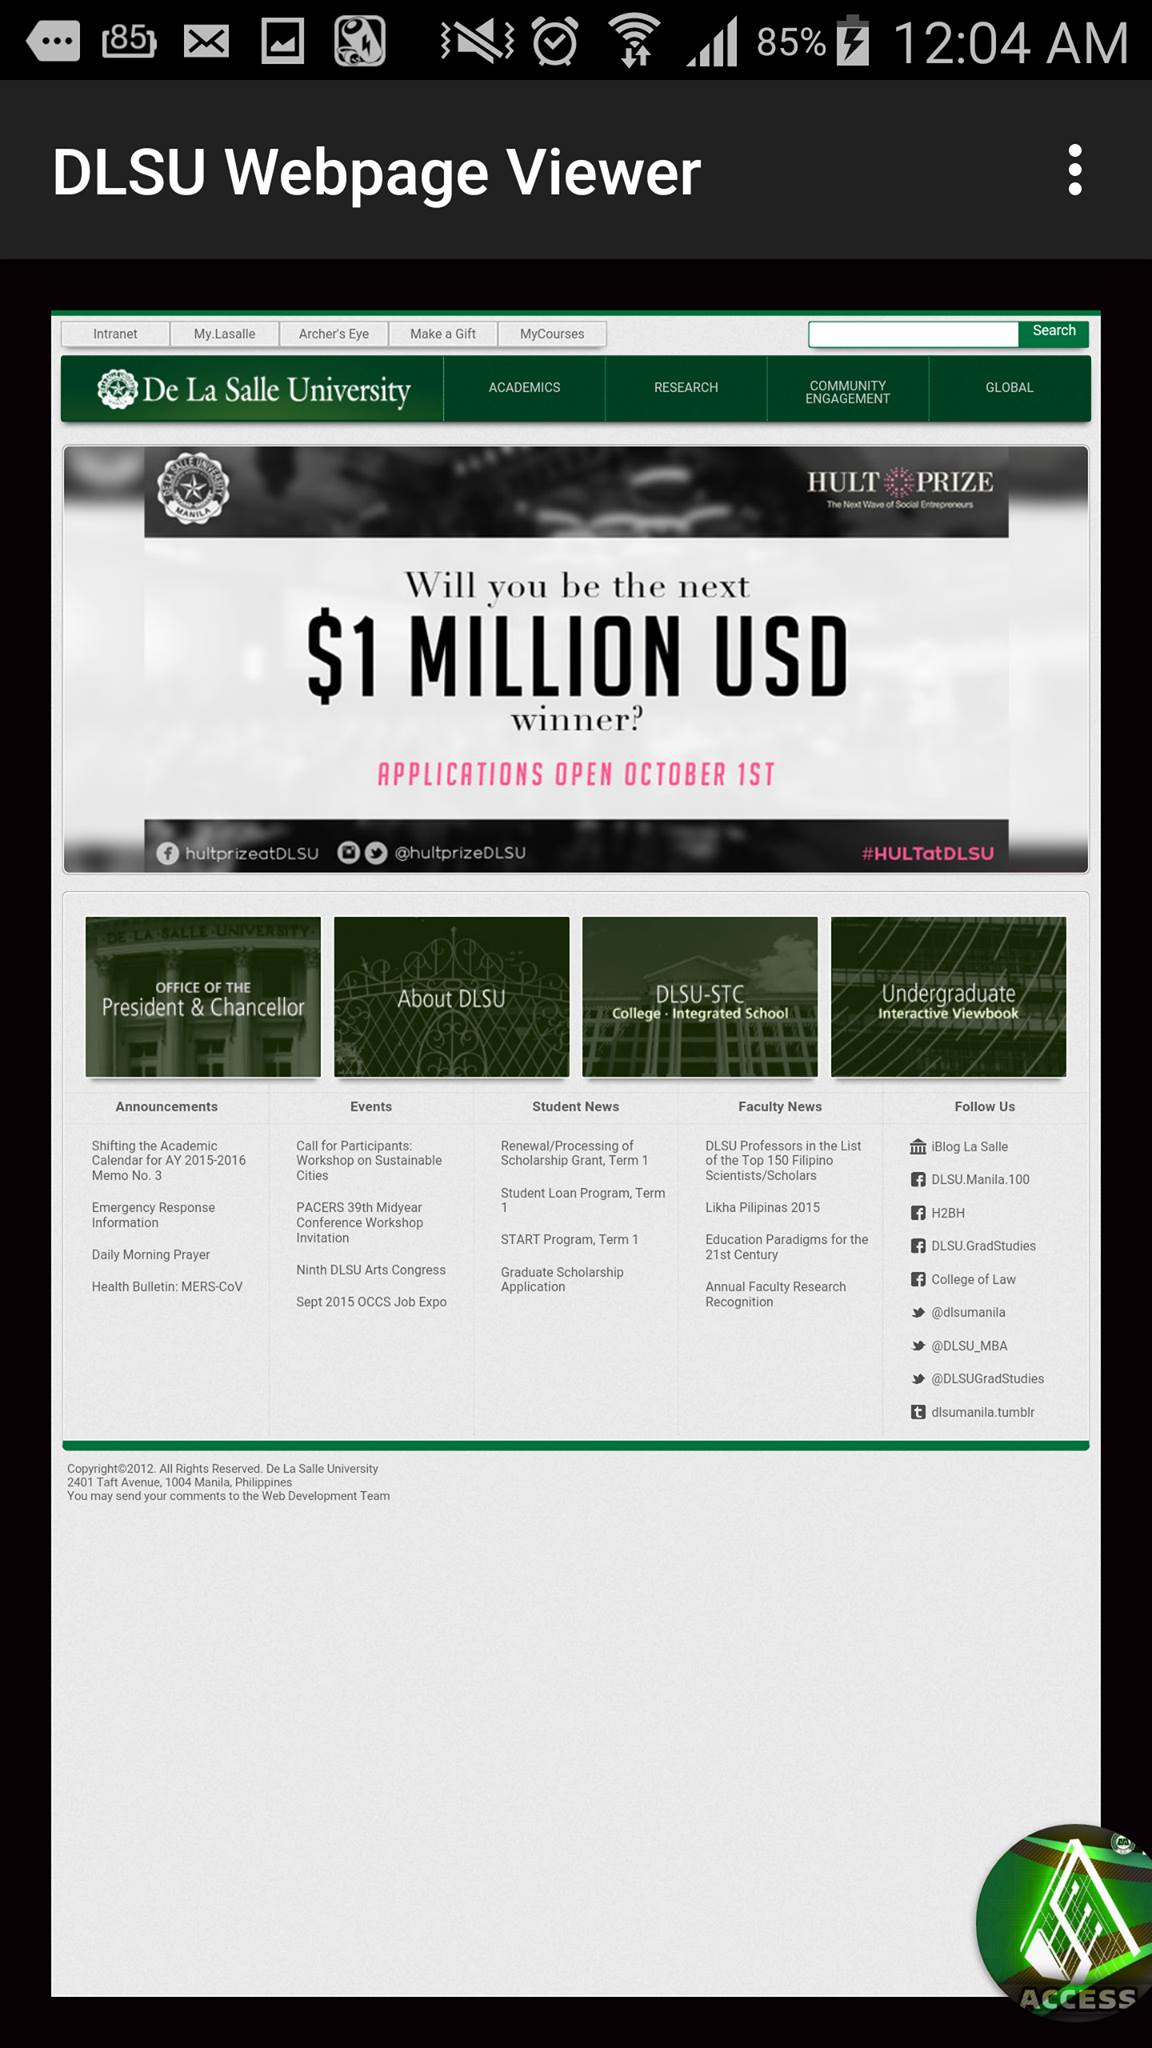 85
85% 12:04 AM
DLSU Webpage Viewer
Intranet My.Lasalle Archer's Eye Make a Gift MyCourses Search
De La Salle University ACADEMICS RESEARCH COMMUNITY ENGAGEMENT GLOBAL
DE LA SALLE UNIVERSITY
MANILA
HULT PRIZE
The Next Wave of Social Entrepreneurs
Will you be the next
$1 MILLION USD
winner?
APPLICATIONS OPEN OCTOBER 1ST
hultprizeatDLSU @hultprizeDLSU #HULTatDLSU
DE LA SALLE UNIVERSITY
OFFICE OF THE
President & Chancellor
About DLSU
DLSU-STC
College · Integrated School
Undergraduate
Interactive Viewbook
Announcements
Shifting the Academic
Calendar for AY 2015-2016
Memo No. 3
Emergency Response
Information
Daily Morning Prayer
Health Bulletin: MERS-CoV
Events
Call for Participants:
Workshop on Sustainable
Cities
PACERS 39th Midyear
Conference Workshop
Invitation
Ninth DLSU Arts Congress
Sept 2015 OCCS Job Expo
Student News
Renewal/Processing of
Scholarship Grant, Term 1
Student Loan Program, Term
1
START Program, Term 1
Graduate Scholarship
Application
Faculty News
DLSU Professors in the List
of the Top 150 Filipino
Scientists/Scholars
Likha Pilipinas 2015
Education Paradigms for the
21st Century
Annual Faculty Research
Recognition
Follow Us
iBlog La Salle
DLSU.Manila.100
H2BH
DLSU.GradStudies
College of Law
@dlsumanila
@DLSU_MBA
@DLSUGradStudies
dlsumanila.tumblr
Copyright©2012. All Rights Reserved. De La Salle University
2401 Taft Avenue, 1004 Manila, Philippines
You may send your comments to the Web Development Team
ACCESS